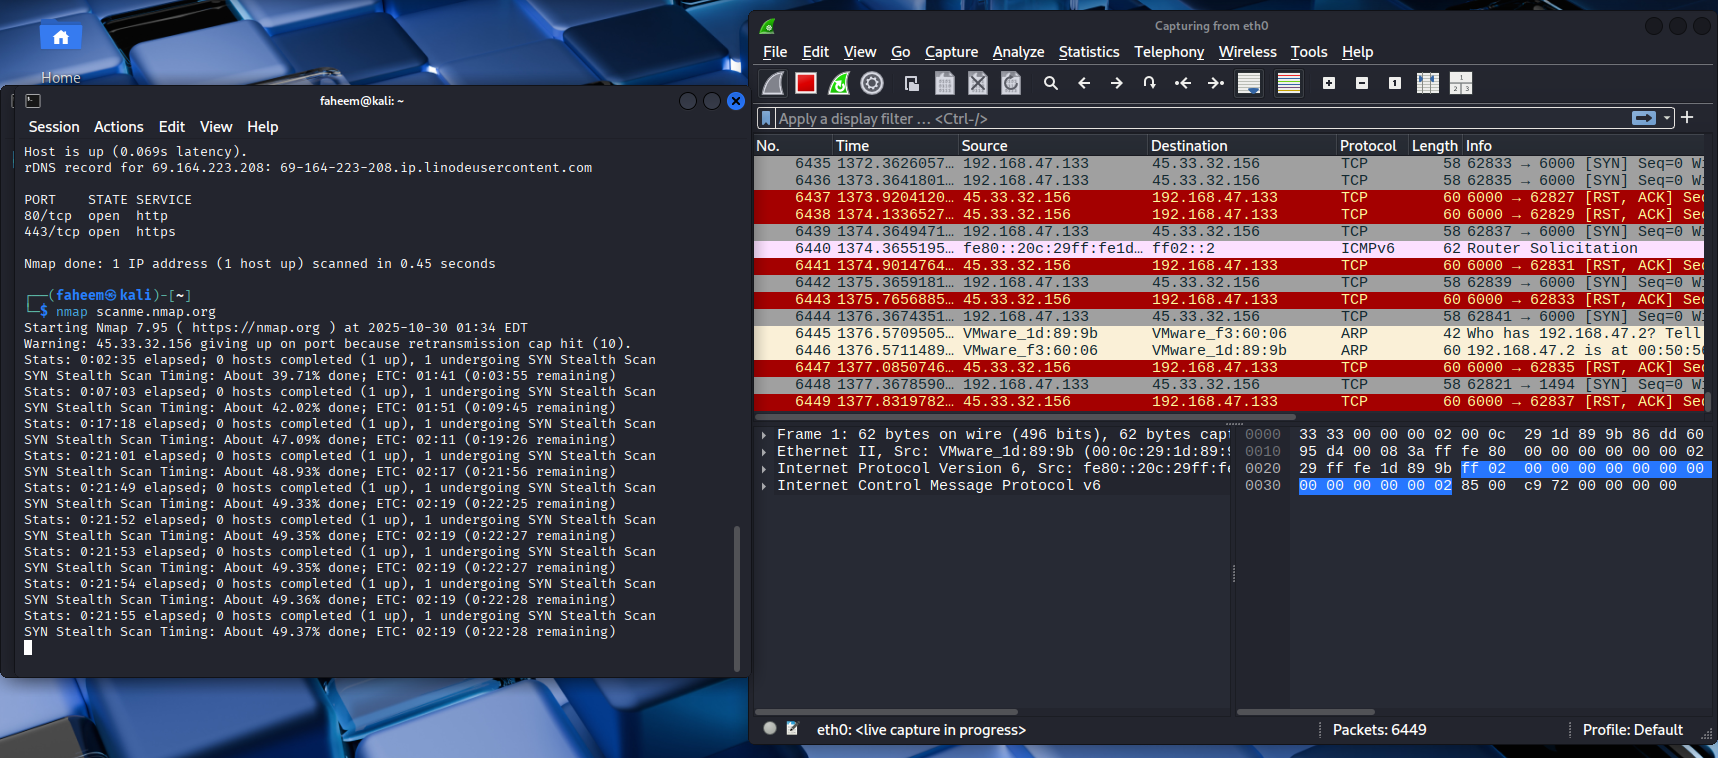 Home
faheem@kali: ~
Session Actions Edit View Help
Host is up (0.069s latency).
rDNS record for 69.164.223.208: 69-164-223-208.ip.linodeusercontent.com
PORT STATE SERVICE
80/tcp open http
443/tcp open https
Nmap done: 1 IP address (1 host up) scanned in 0.45 seconds
┌──(faheem㉿kali)-[~]
└─$ nmap scanme.nmap.org
Starting Nmap 7.95 ( https://nmap.org ) at 2025-10-30 01:34 EDT
Warning: 45.33.32.156 giving up on port because retransmission cap hit (10).
Stats: 0:02:35 elapsed; 0 hosts completed (1 up), 1 undergoing SYN Stealth Scan
SYN Stealth Scan Timing: About 39.71% done; ETC: 01:41 (0:03:55 remaining)
Stats: 0:07:03 elapsed; 0 hosts completed (1 up), 1 undergoing SYN Stealth Scan
SYN Stealth Scan Timing: About 42.02% done; ETC: 01:51 (0:09:45 remaining)
Stats: 0:17:18 elapsed; 0 hosts completed (1 up), 1 undergoing SYN Stealth Scan
SYN Stealth Scan Timing: About 47.09% done; ETC: 02:11 (0:19:26 remaining)
Stats: 0:21:01 elapsed; 0 hosts completed (1 up), 1 undergoing SYN Stealth Scan
SYN Stealth Scan Timing: About 48.93% done; ETC: 02:17 (0:21:56 remaining)
Stats: 0:21:49 elapsed; 0 hosts completed (1 up), 1 undergoing SYN Stealth Scan
SYN Stealth Scan Timing: About 49.33% done; ETC: 02:19 (0:22:25 remaining)
Stats: 0:21:52 elapsed; 0 hosts completed (1 up), 1 undergoing SYN Stealth Scan
SYN Stealth Scan Timing: About 49.35% done; ETC: 02:19 (0:22:27 remaining)
Stats: 0:21:53 elapsed; 0 hosts completed (1 up), 1 undergoing SYN Stealth Scan
SYN Stealth Scan Timing: About 49.35% done; ETC: 02:19 (0:22:27 remaining)
Stats: 0:21:54 elapsed; 0 hosts completed (1 up), 1 undergoing SYN Stealth Scan
SYN Stealth Scan Timing: About 49.36% done; ETC: 02:19 (0:22:28 remaining)
Stats: 0:21:55 elapsed; 0 hosts completed (1 up), 1 undergoing SYN Stealth Scan
SYN Stealth Scan Timing: About 49.37% done; ETC: 02:19 (0:22:28 remaining)
Capturing from eth0
File Edit View Go Capture Analyze Statistics Telephony Wireless Tools Help
Apply a display filter … <Ctrl-/>
No. Time Source Destination Protocol Length Info
6435 1372.3626057… 192.168.47.133 45.33.32.156 TCP 58 62833 → 6000 [SYN] Seq=0 Wi
6436 1373.3641801… 192.168.47.133 45.33.32.156 TCP 58 62835 → 6000 [SYN] Seq=0 Wi
6437 1373.9204120… 45.33.32.156 192.168.47.133 TCP 60 6000 → 62827 [RST, ACK] Sec
6438 1374.1336527… 45.33.32.156 192.168.47.133 TCP 60 6000 → 62829 [RST, ACK] Sec
6439 1374.3649471… 192.168.47.133 45.33.32.156 TCP 58 62837 → 6000 [SYN] Seq=0 Wi
6440 1374.3655195… fe80::20c:29ff:fe1d… ff02::2 ICMPv6 62 Router Solicitation
6441 1374.9014764… 45.33.32.156 192.168.47.133 TCP 60 6000 → 62831 [RST, ACK] Sec
6442 1375.3659181… 192.168.47.133 45.33.32.156 TCP 58 62839 → 6000 [SYN] Seq=0 Wi
6443 1375.7656885… 45.33.32.156 192.168.47.133 TCP 60 6000 → 62833 [RST, ACK] Sec
6444 1376.3674351… 192.168.47.133 45.33.32.156 TCP 58 62841 → 6000 [SYN] Seq=0 Wi
6445 1376.5709505… VMware_1d:89:9b VMware_f3:60:06 ARP 42 Who has 192.168.47.2? Tell
6446 1376.5711489… VMware_f3:60:06 VMware_1d:89:9b ARP 60 192.168.47.2 is at 00:50:56
6447 1377.0850746… 45.33.32.156 192.168.47.133 TCP 60 6000 → 62835 [RST, ACK] Sec
6448 1377.3678590… 192.168.47.133 45.33.32.156 TCP 58 62821 → 1494 [SYN] Seq=0 Wi
6449 1377.8319782… 45.33.32.156 192.168.47.133 TCP 60 6000 → 62837 [RST, ACK] Sec
Frame 1: 62 bytes on wire (496 bits), 62 bytes capt
Ethernet II, Src: VMware_1d:89:9b (00:0c:29:1d:89:9
Internet Protocol Version 6, Src: fe80::20c:29ff:fe
Internet Control Message Protocol v6
0000 33 33 00 00 00 02 00 0c 29 1d 89 9b 86 dd 60
0010 95 d4 00 08 3a ff fe 80 00 00 00 00 00 00 02
0020 29 ff fe 1d 89 9b ff 02 00 00 00 00 00 00 00
0030 00 00 00 00 00 02 85 00 c9 72 00 00 00 00
eth0: <live capture in progress>
Packets: 6449
Profile: Default